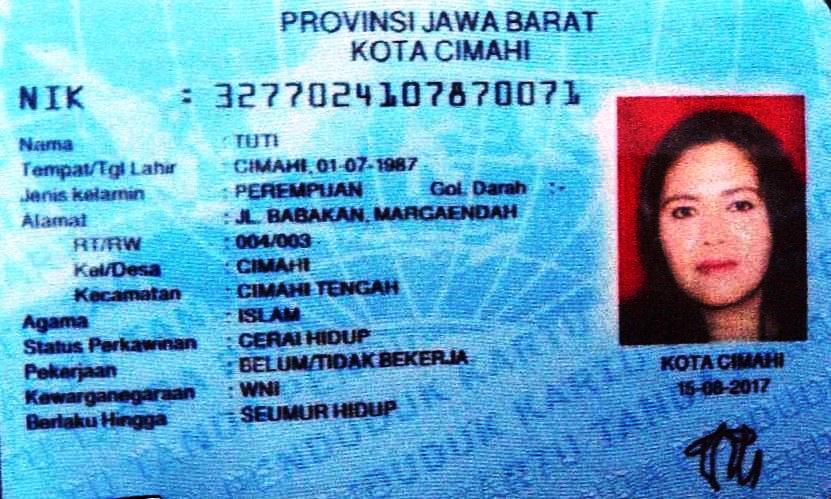 PROVINSI JAWA BARAT
KOTA CIMAHI
NIK : 3277024107870071
Nama : TUTI
Tempat/Tgl Lahir : CIMAHI, 01-07-1987
Jenis kelamin : PEREMPUAN Gol. Darah :-
Alamat : JL. BABAKAN, MARGAENDAH
RT/RW : 004/003
Kel/Desa : CIMAHI
Kecamatan : CIMAHI TENGAH
Agama : ISLAM
Status Perkawinan : CERAI HIDUP
Pekerjaan : BELUM/TIDAK BEKERJA
Kewarganegaraan : WNI
Berlaku Hingga : SEUMUR HIDUP
KOTA CIMAHI
15-08-2017